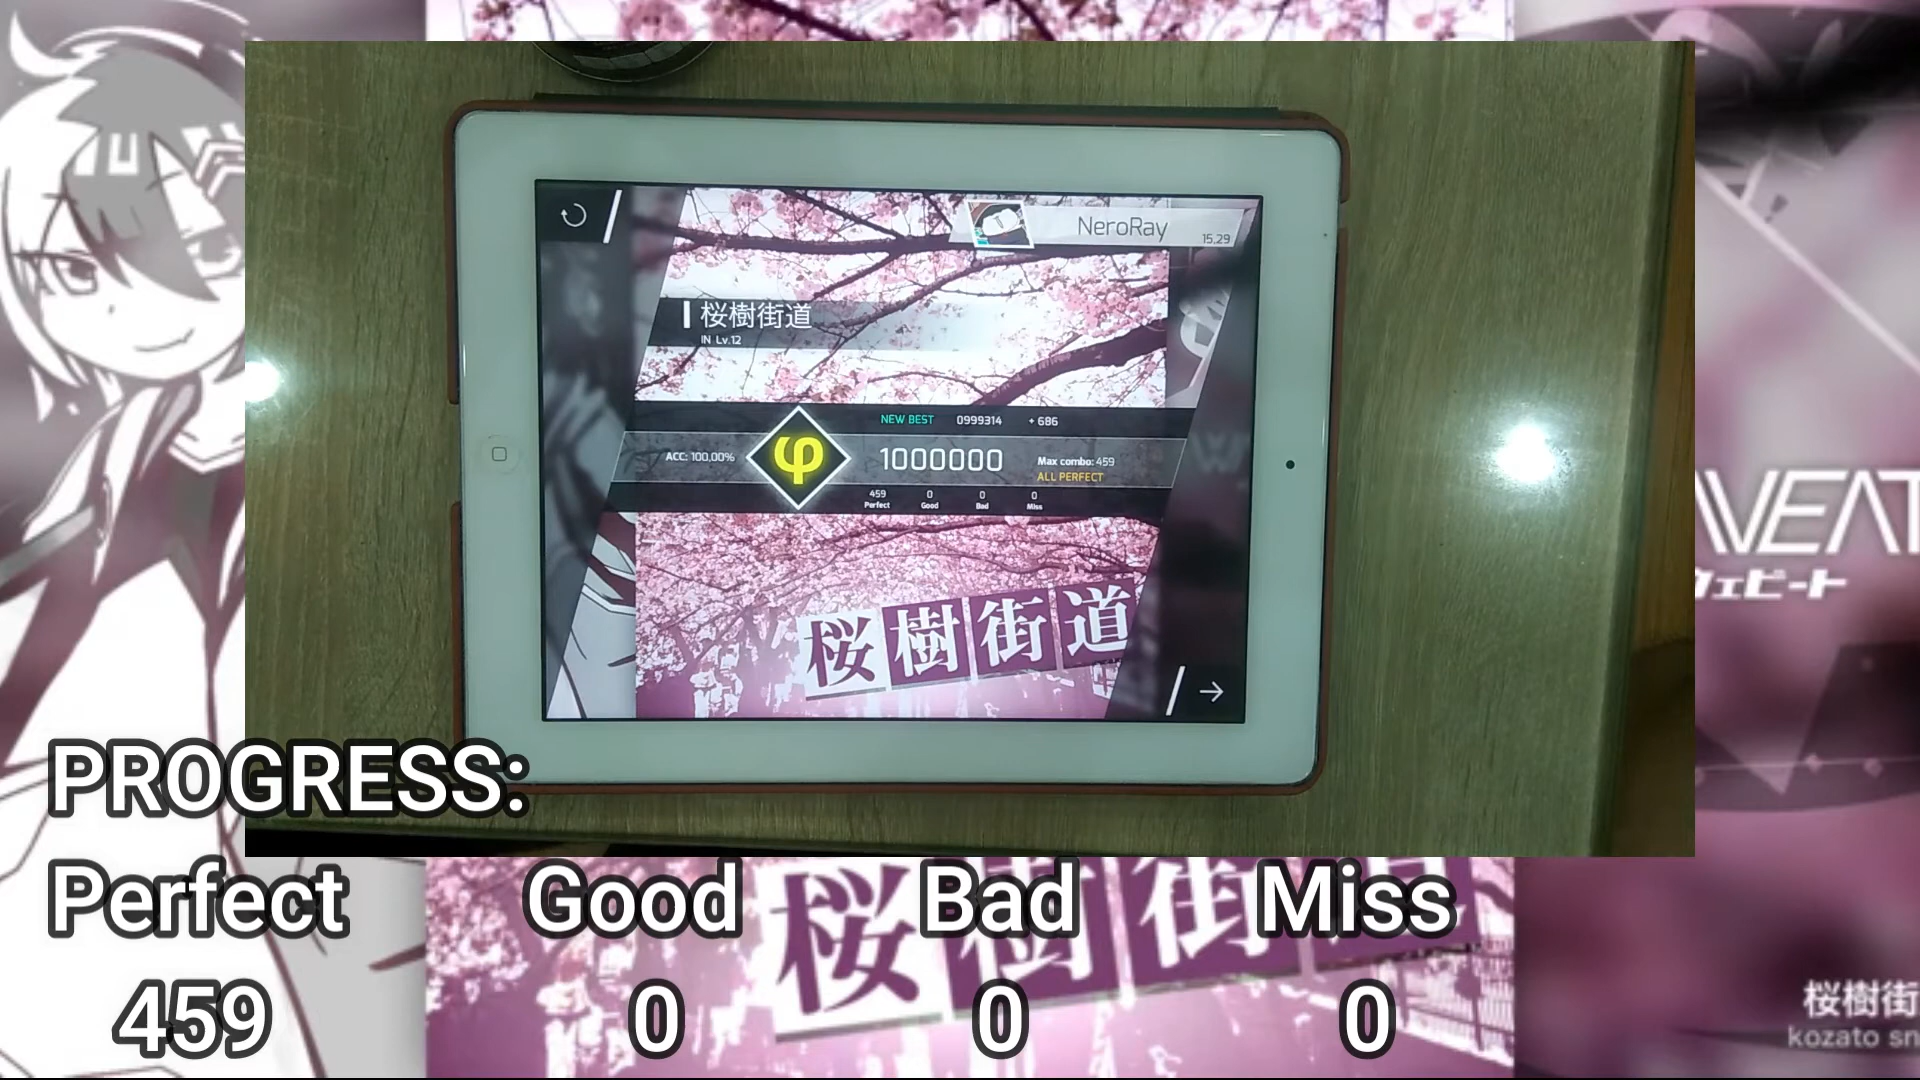 NeroRay
15,29
桜樹街道
IN Lv.12
NEW BEST 0999314 + 686
ACC: 100,00% φ 1000000 Max combo: 459
ALL PERFECT
459 0 0 0
Perfect Good Bad Miss
桜樹街道
PROGRESS:
Perfect Good Bad Miss
459 0 0 0
桜樹街
kozato sn